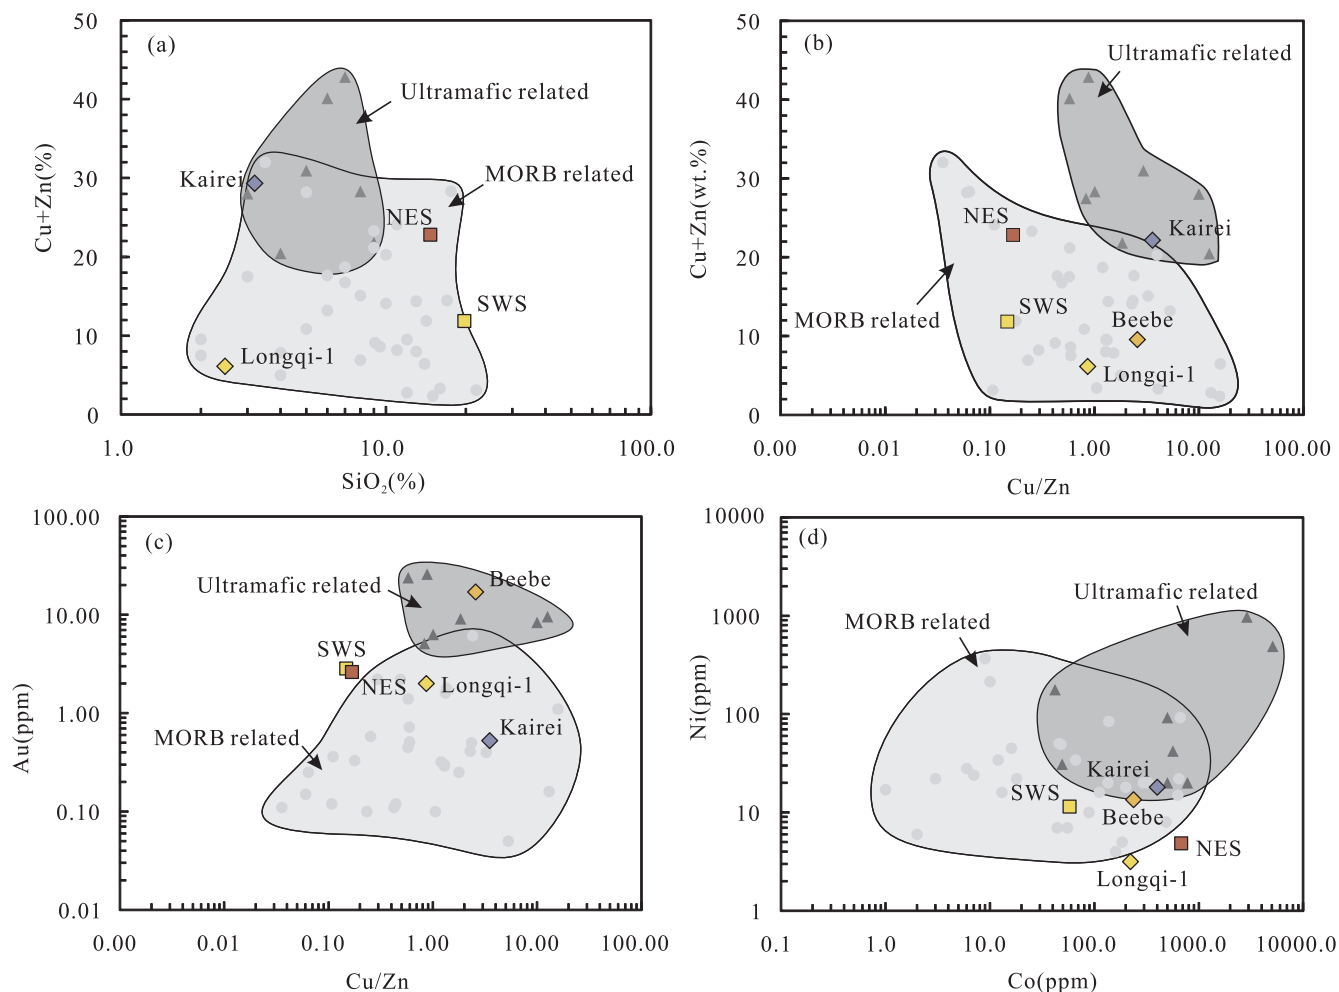 50
40
30
20
10
0
Cu+Zn(%)
(a)
Ultramafic related
MORB related
Kairei
NES
SWS
Longqi-1
1.0
10.0
100.0
SiO2(%)
50
40
30
20
10
0
Cu+Zn(wt.%)
(b)
Ultramafic related
NES
Kairei
MORB related
SWS
Beebe
Longqi-1
0.00
0.01
0.10
1.00
10.00
100.00
Cu/Zn
100.00
10.00
1.00
0.10
0.01
Au(ppm)
(c)
Ultramafic related
Beebe
SWS
NES
Longqi-1
MORB related
Kairei
0.00
0.01
0.10
1.00
10.00
100.00
Cu/Zn
10000
1000
100
10
1
Ni(ppm)
(d)
Ultramafic related
MORB related
Kairei
SWS
Beebe
NES
Longqi-1
0.1
1.0
10.0
100.0
1000.0
10000.0
Co(ppm)